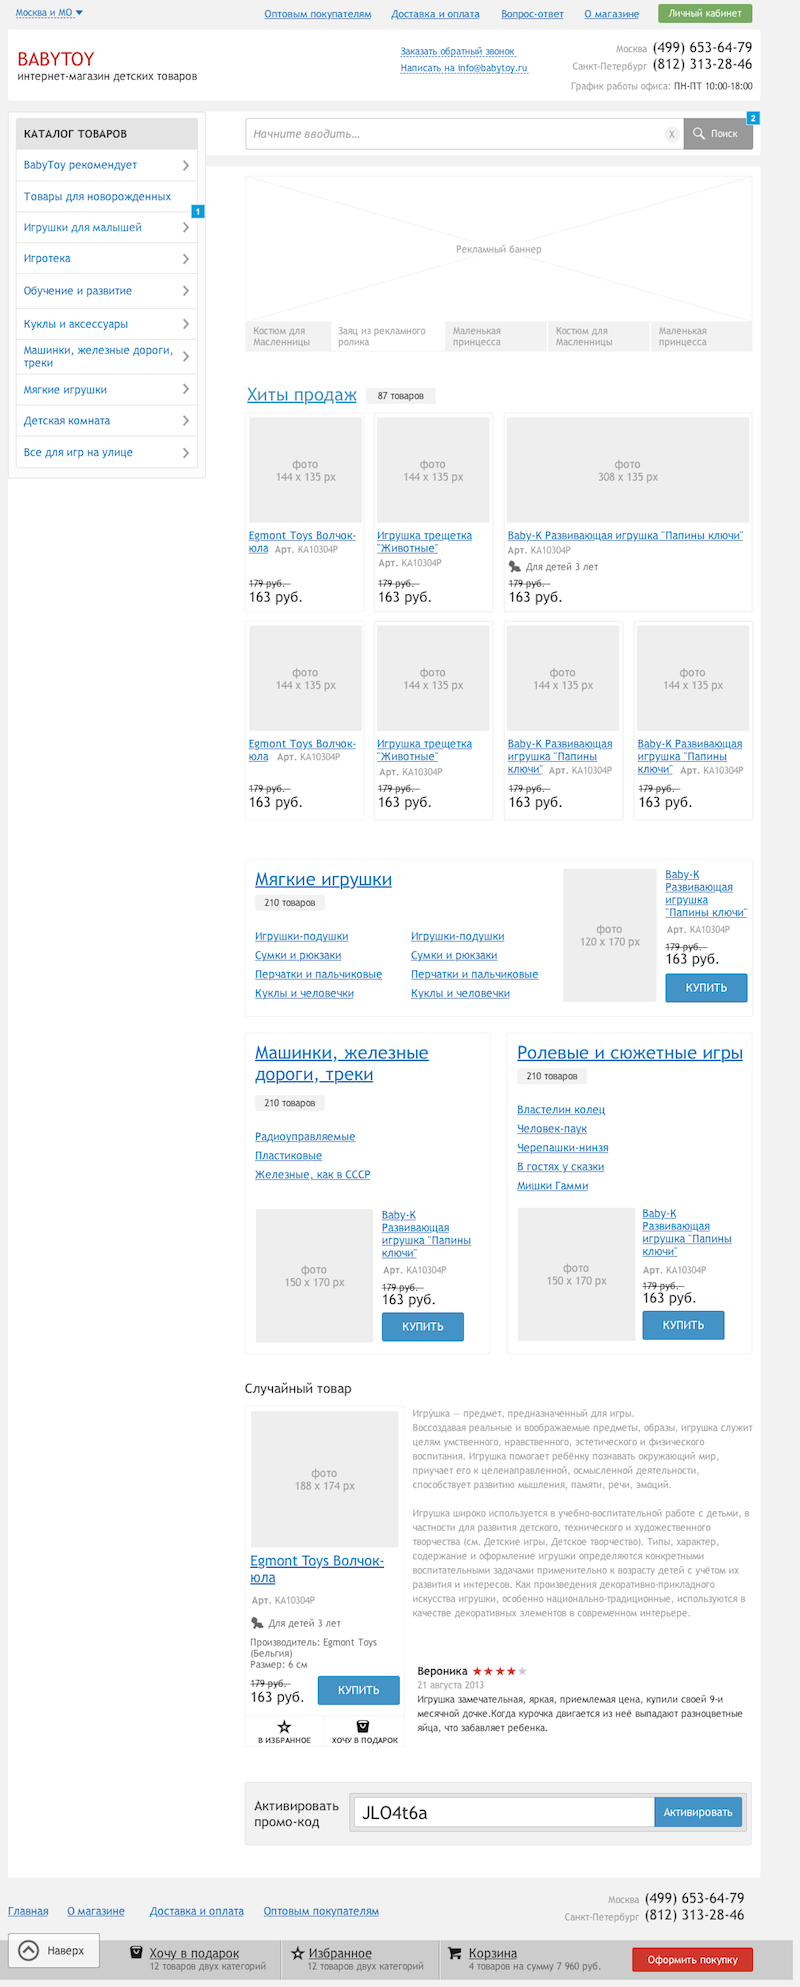 Москва и МО
Оптовым покупателям
Доставка и оплата
Вопрос-ответ
О магазине
Личный кабинет
BABYTOY
интернет-магазин детских товаров
Заказать обратный звонок
Написать на info@babytoy.ru
Москва (499) 653-64-79
Санкт-Петербург (812) 313-28-46
График работы офиса: ПН-ПТ 10:00-18:00
КАТАЛОГ ТОВАРОВ
BabyToy рекомендует
Товары для новорожденных
1
Игрушки для малышей
Игротека
Обучение и развитие
Куклы и аксессуары
Машинки, железные дороги,
треки
Мягкие игрушки
Детская комната
Все для игр на улице
Начните вводить...
X
Поиск
2
Рекламный баннер
Костюм для
Масленницы
Заяц из рекламного
ролика
Маленькая
принцесса
Костюм для
Масленницы
Маленькая
принцесса
Хиты продаж
87 товаров
фото
144 x 135 px
Egmont Toys Волчок-
юла Арт. КА10304Р
179 руб.
163 руб.
фото
144 x 135 px
Игрушка трещетка
"Животные"
Арт. КА10304Р
179 руб.
163 руб.
фото
308 x 135 px
Baby-K Развивающая игрушка "Папины ключи"
Арт. КА10304Р
Для детей 3 лет
179 руб.
163 руб.
фото
144 x 135 px
Egmont Toys Волчок-
юла Арт. КА10304Р
179 руб.
163 руб.
фото
144 x 135 px
Игрушка трещетка
"Животные"
Арт. КА10304Р
179 руб.
163 руб.
фото
144 x 135 px
Baby-K Развивающая
игрушка "Папины
ключи" Арт. КА10304Р
179 руб.
163 руб.
фото
144 x 135 px
Baby-K Развивающая
игрушка "Папины
ключи" Арт. КА10304Р
179 руб.
163 руб.
Мягкие игрушки
210 товаров
Игрушки-подушки
Сумки и рюкзаки
Перчатки и пальчиковые
Куклы и человечки
Игрушки-подушки
Сумки и рюкзаки
Перчатки и пальчиковые
Куклы и человечки
фото
120 x 170 px
Baby-K
Развивающая
игрушка
"Папины ключи"
Арт. КА10304Р
179 руб.
163 руб.
КУПИТЬ
Машинки, железные
дороги, треки
210 товаров
Радиоуправляемые
Пластиковые
Железные, как в СССР
фото
150 x 170 px
Baby-K
Развивающая
игрушка "Папины
ключи"
Арт. КА10304Р
179 руб.
163 руб.
КУПИТЬ
Ролевые и сюжетные игры
210 товаров
Властелин колец
Человек-паук
Черепашки-нинзя
В гостях у сказки
Мишки Гамми
фото
150 x 170 px
Baby-K
Развивающая
игрушка "Папины
ключи"
Арт. КА10304Р
179 руб.
163 руб.
КУПИТЬ
Случайный товар
фото
188 x 174 px
Egmont Toys Волчок-
юла
Арт. КА10304Р
Для детей 3 лет
Производитель: Egmont Toys
(Бельгия)
Размер: 6 см
179 руб.
163 руб.
КУПИТЬ
В ИЗБРАННОЕ
ХОЧУ В ПОДАРОК
Игру́шка — предмет, предназначенный для игры.
Воссоздавая реальные и воображаемые предметы, образы, игрушка служит
целям умственного, нравственного, эстетического и физического
воспитания. Игрушка помогает ребёнку познавать окружающий мир,
приучает его к целенаправленной, осмысленной деятельности,
способствует развитию мышления, памяти, речи, эмоций.
Игрушка широко используется в учебно-воспитательной работе с детьми, в
частности для развития детского, технического и художественного
творчества (см. Детские игры, Детское творчество). Типы, характер,
содержание и оформление игрушки определяются конкретными
воспитательными задачами применительно к возрасту детей с учётом их
развития и интересов. Как произведения декоративно-прикладного
искусства игрушки, особенно национально-традиционные, используются в
качестве декоративных элементов в современном интерьере.
Вероника
21 августа 2013
Игрушка замечательная, яркая, приемлемая цена, купили своей 9-и
месячной дочке.Когда курочка двигается из неё выпадают разноцветные
яйца, что забавляет ребенка.
Активировать
промо-код
JLO4t6a
Активировать
Главная
О магазине
Доставка и оплата
Оптовым покупателям
Москва (499) 653-64-79
Санкт-Петербург (812) 313-28-46
Наверх
Хочу в подарок
12 товаров двух категорий
Избранное
12 товаров двух категорий
Корзина
4 товаров на сумму 7 960 руб.
Оформить покупку